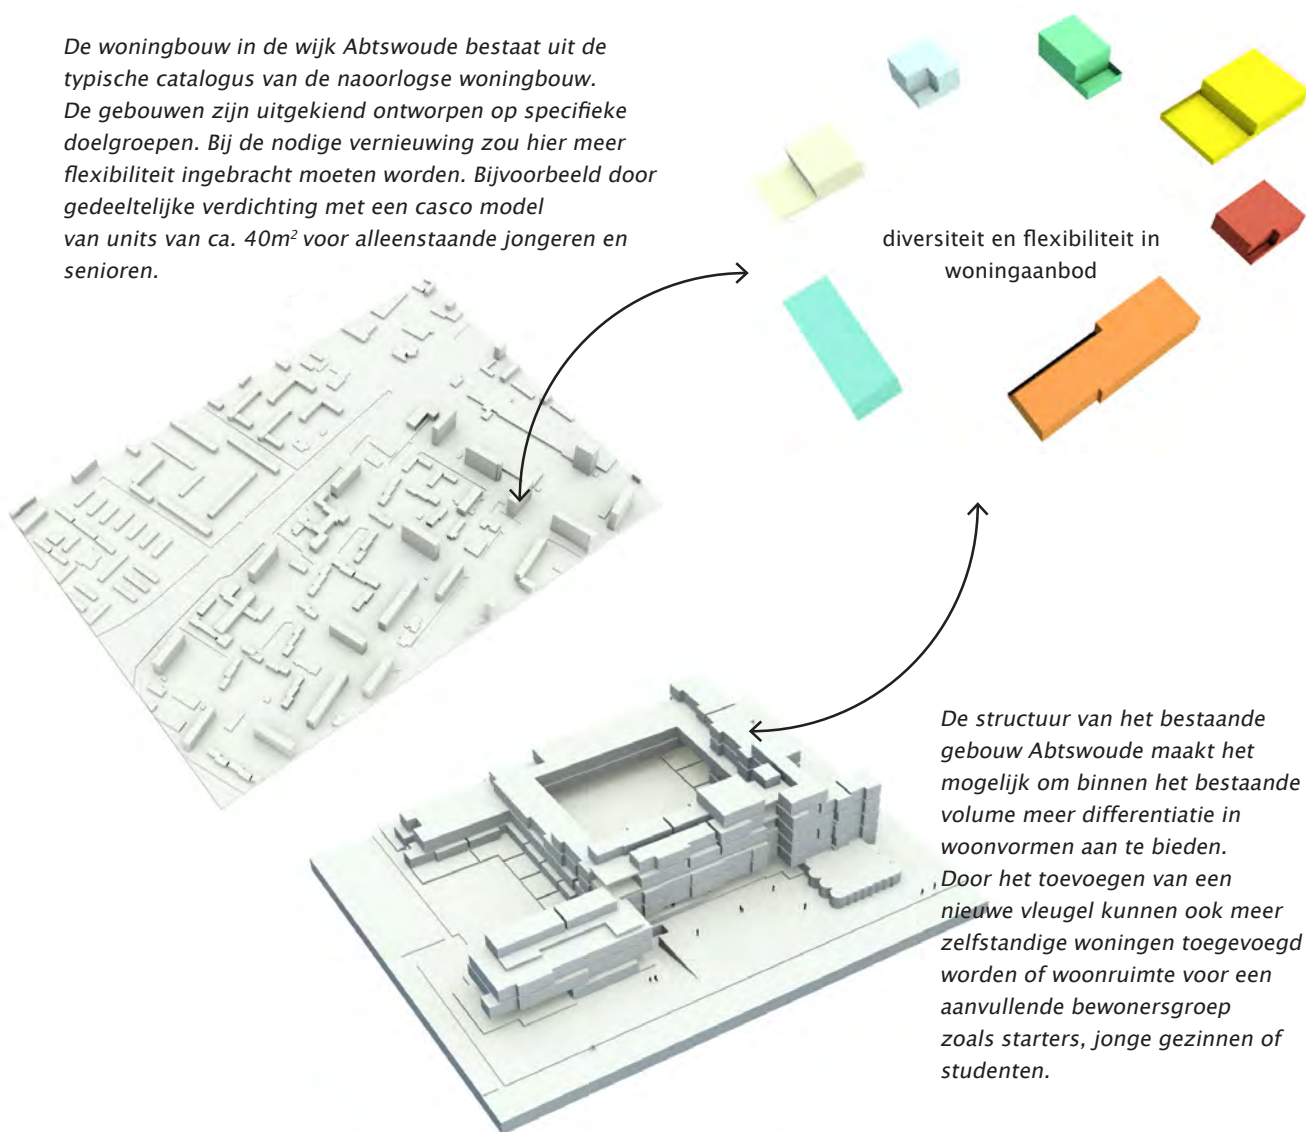 De woningbouw in de wijk Abtswoude bestaat uit de
typische catalogus van de naoorlogse woningbouw.
De gebouwen zijn uitgekiend ontworpen op specifieke
doelgroepen. Bij de nodige vernieuwing zou hier meer
flexibiliteit ingebracht moeten worden. Bijvoorbeeld door
gedeeltelijke verdichting met een casco model
van units van ca. 40m² voor alleenstaande jongeren en
senioren.
diversiteit en flexibiliteit in
woningaanbod
De structuur van het bestaande
gebouw Abtswoude maakt het
mogelijk om binnen het bestaande
volume meer differentiatie in
woonvormen aan te bieden.
Door het toevoegen van een
nieuwe vleugel kunnen ook meer
zelfstandige woningen toegevoegd
worden of woonruimte voor een
aanvullende bewonersgroep
zoals starters, jonge gezinnen of
studenten.